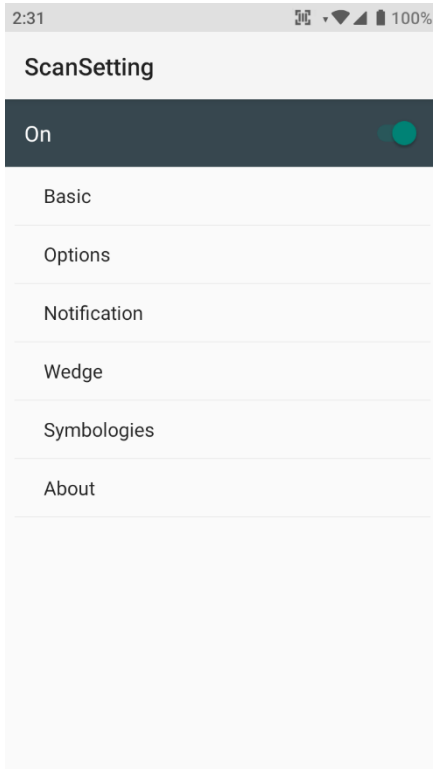 2:31
100%
ScanSetting
On
Basic
Options
Notification
Wedge
Symbologies
About